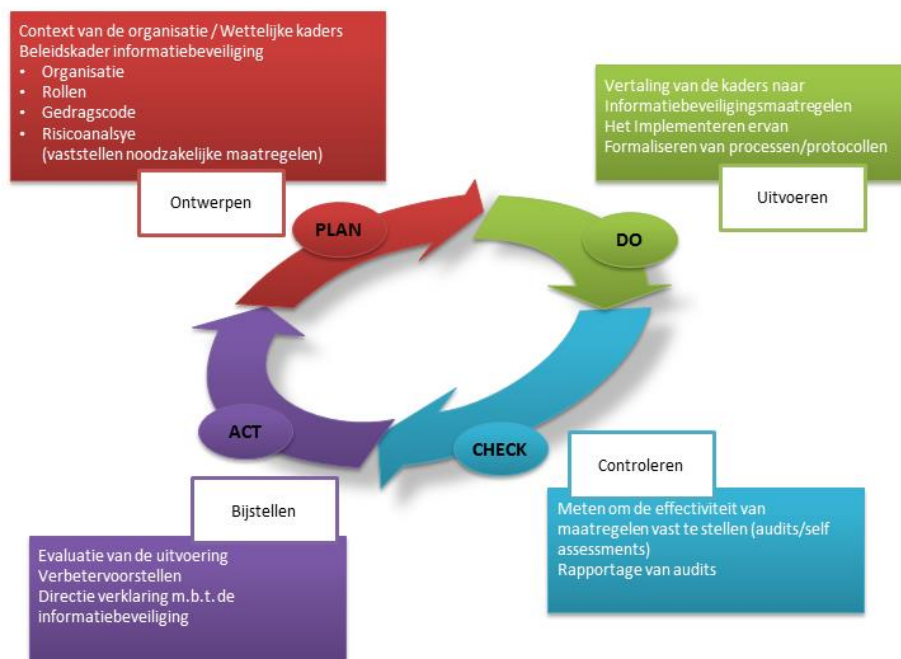 Context van de organisatie / Wettelijke kaders
Beleidskader informatiebeveiliging
• Organisatie
• Rollen
• Gedragscode
• Risicoanalsye
(vaststellen noodzakelijke maatregelen)
Ontwerpen
PLAN
Vertaling van de kaders naar
Informatiebeveiligingsmaatregelen
Het Implementeren ervan
Formaliseren van processen/protocollen
Uitvoeren
DO
ACT
Bijstellen
Evaluatie van de uitvoering
Verbetervoorstellen
Directie verklaring m.b.t. de
informatiebeveiliging
CHECK
Controleren
Meten om de effectiviteit van
maatregelen vast te stellen (audits/self
assessments)
Rapportage van audits